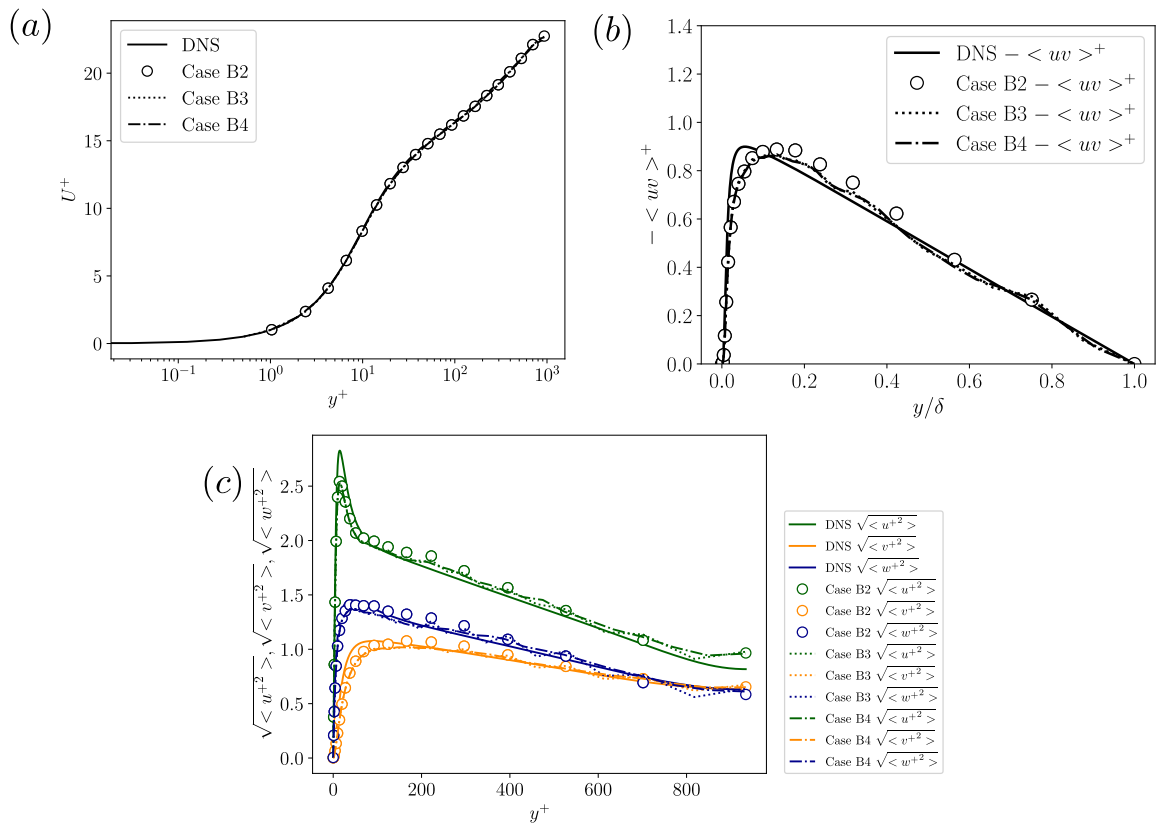 (a)
DNS
Case B2
Case B3
Case B4
U⁺
20
15
10
5
0
10⁻¹ 10⁰ 10¹ 10² 10³
y⁺
(b)
DNS − < uv >⁺
Case B2 − < uv >⁺
Case B3 − < uv >⁺
Case B4 − < uv >⁺
− < uv >⁺
1.4
1.2
1.0
0.8
0.6
0.4
0.2
0.0
0.0 0.2 0.4 0.6 0.8 1.0
y/δ
(c)
√< u⁺² >, √< v⁺² >, √< w⁺² >
2.5
2.0
1.5
1.0
0.5
0.0
0 200 400 600 800
y⁺
DNS √< u⁺² >
DNS √< v⁺² >
DNS √< w⁺² >
Case B2 √< u⁺² >
Case B2 √< v⁺² >
Case B2 √< w⁺² >
Case B3 √< u⁺² >
Case B3 √< v⁺² >
Case B3 √< w⁺² >
Case B4 √< u⁺² >
Case B4 √< v⁺² >
Case B4 √< w⁺² >